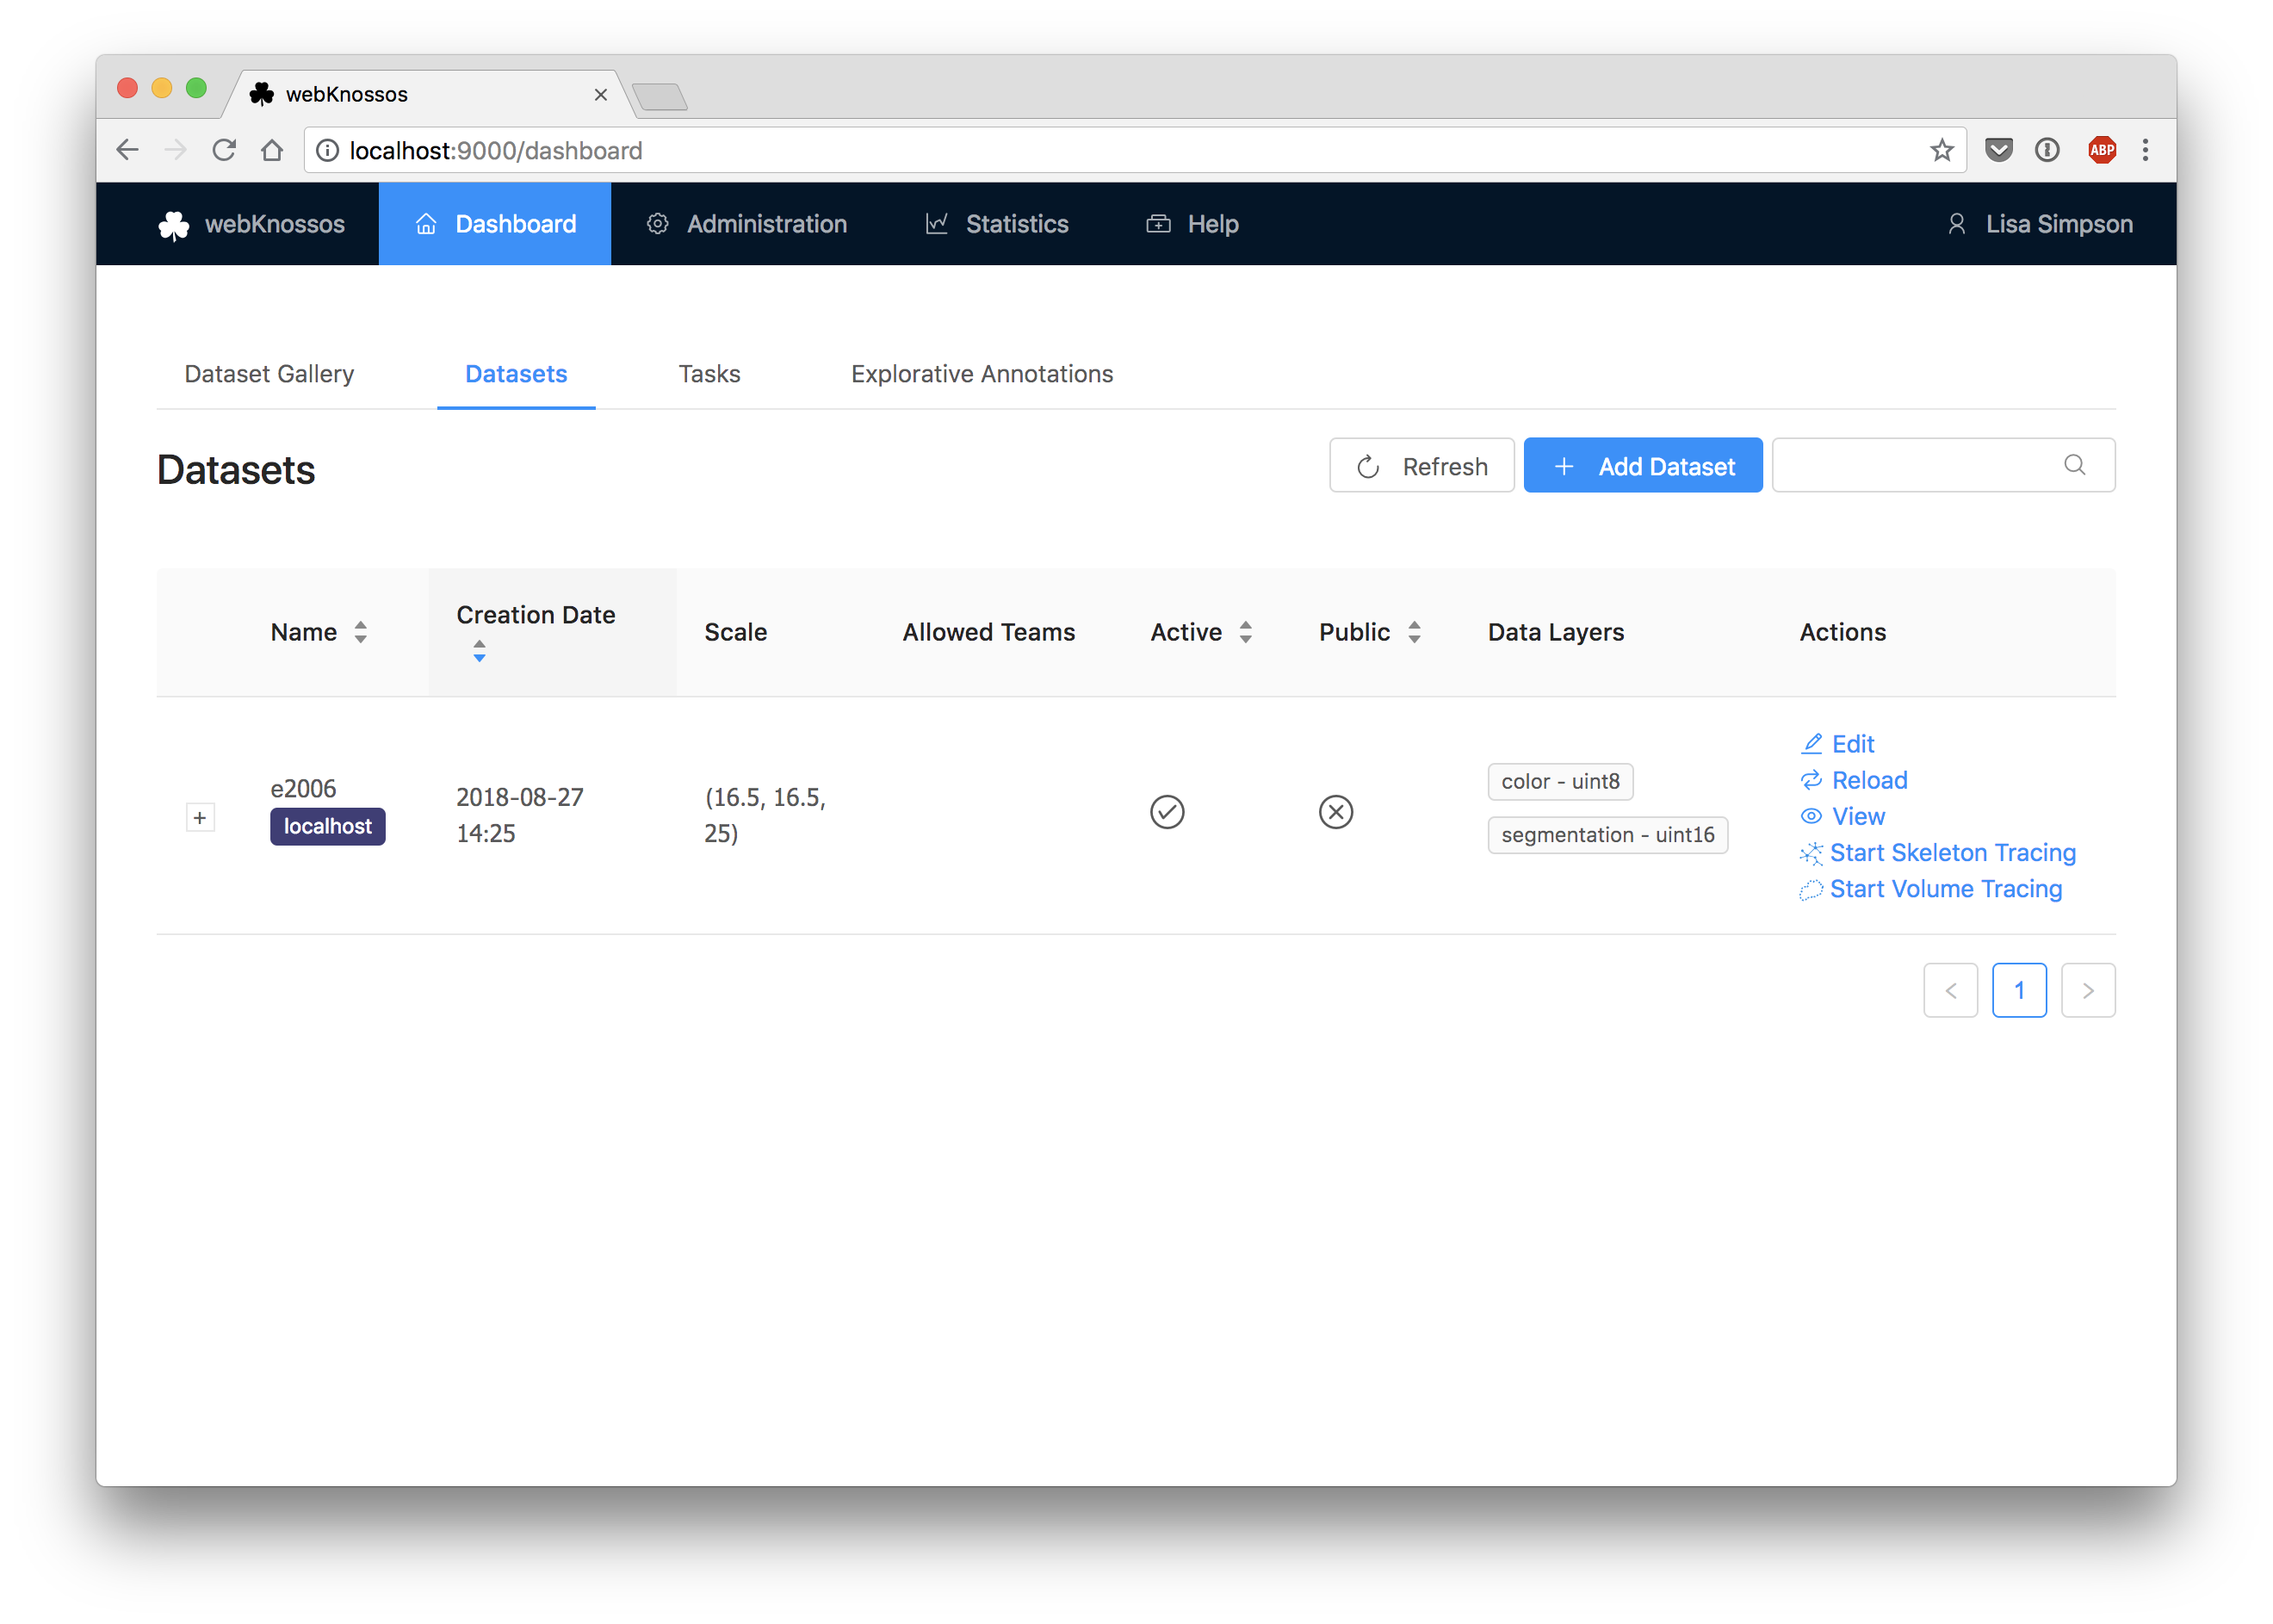 webKnossos
localhost:9000/dashboard
ABP
webKnossos Dashboard Administration Statistics Help Lisa Simpson
Dataset Gallery Datasets Tasks Explorative Annotations
Datasets Refresh Add Dataset
Name Creation Date Scale Allowed Teams Active Public Data Layers Actions
e2006
localhost
2018-08-27
14:25
(16.5, 16.5,
25)
color - uint8
segmentation - uint16
Edit
Reload
View
Start Skeleton Tracing
Start Volume Tracing
< 1 >